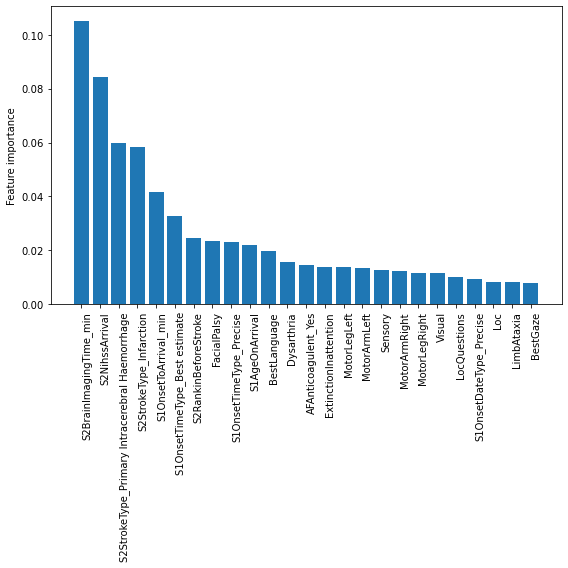 Feature importance
0.10
0.08
0.06
0.04
0.02
0.00
S2BrainImagingTime_min
S2NihssArrival
S2StrokeType_Primary Intracerebral Haemorrhage
S2StrokeType_Infarction
S1OnsetToArrival_min
S1OnsetTimeType_Best estimate
S2RankinBeforeStroke
FacialPalsy
S1OnsetTimeType_Precise
S1AgeOnArrival
BestLanguage
Dysarthria
AFAnticoagulent_Yes
ExtinctionInattention
MotorLegLeft
MotorArmLeft
Sensory
MotorArmRight
MotorLegRight
Visual
LocQuestions
S1OnsetDateType_Precise
Loc
LimbAtaxia
BestGaze